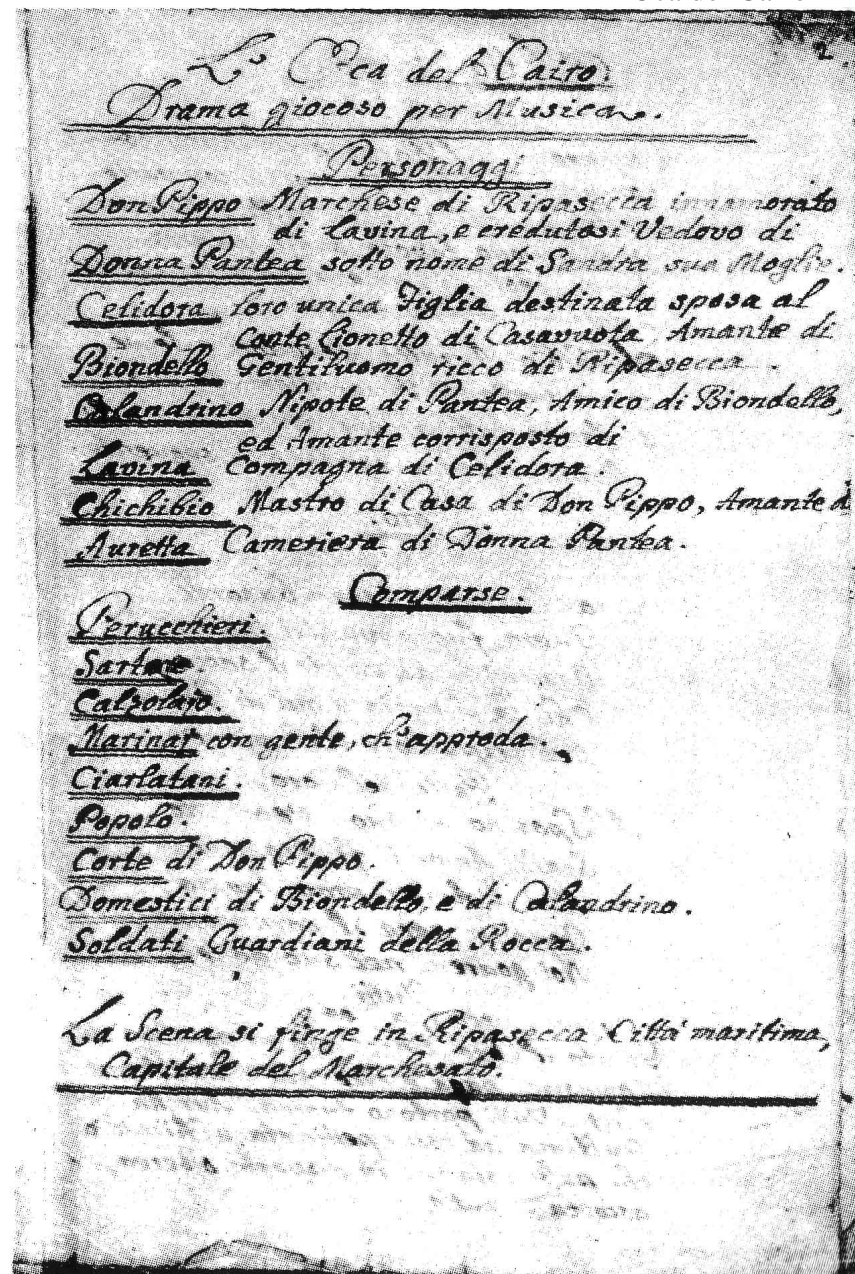 2.
L'Oca del Cairo.
Drama giocoso per Musica.
Personaggi
Don Pippo Marchese di Ripasecca innamorato
di Lavina, e credutosi Vedovo di
Donna Pantea sotto nome di Sandra sua Moglie.
Celidora loro unica Figlia destinata sposa al
Conte Lionetto di Casavuota, Amante di
Biondello Gentiluomo ricco di Ripasecca.
Calandrino Nipote di Pantea, Amico di Biondello,
ed Amante corrisposto di
Lavina Compagna di Celidora.
Chichibio Mastro di Casa di Don Pippo, Amante di
Auretta Cameriera di Donna Pantea.
Comparse.
Perucchieri.
Sartore.
Calzolajo.
Marinar con gente, ch'approda.
Ciarlatani.
Popolo.
Corte di Don Pippo.
Domestici di Biondello, e di Calandrino.
Soldati Guardiani della Rocca.
La Scena si finge in Ripasecca Città maritima,
Capitale del Marchesato.